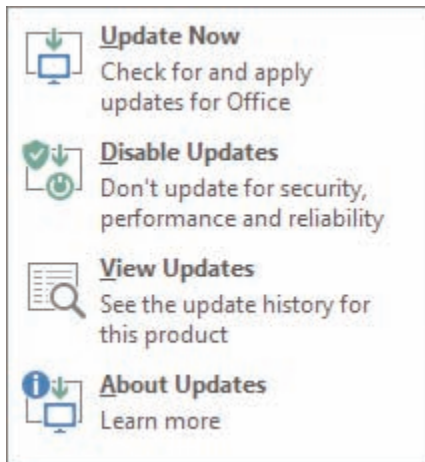 Update Now
Check for and apply
updates for Office
Disable Updates
Don't update for security,
performance and reliability
View Updates
See the update history for
this product
About Updates
Learn more